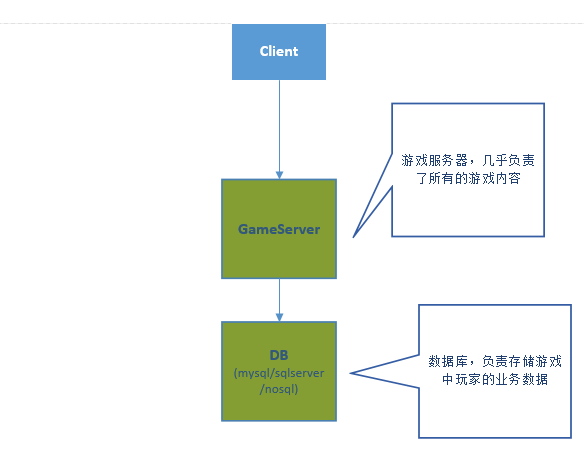 Client
游戏服务器，几乎负责
了所有的游戏内容
GameServer
DB
(mysql/sqlserver
/nosql)
数据库，负责存储游戏
中玩家的业务数据